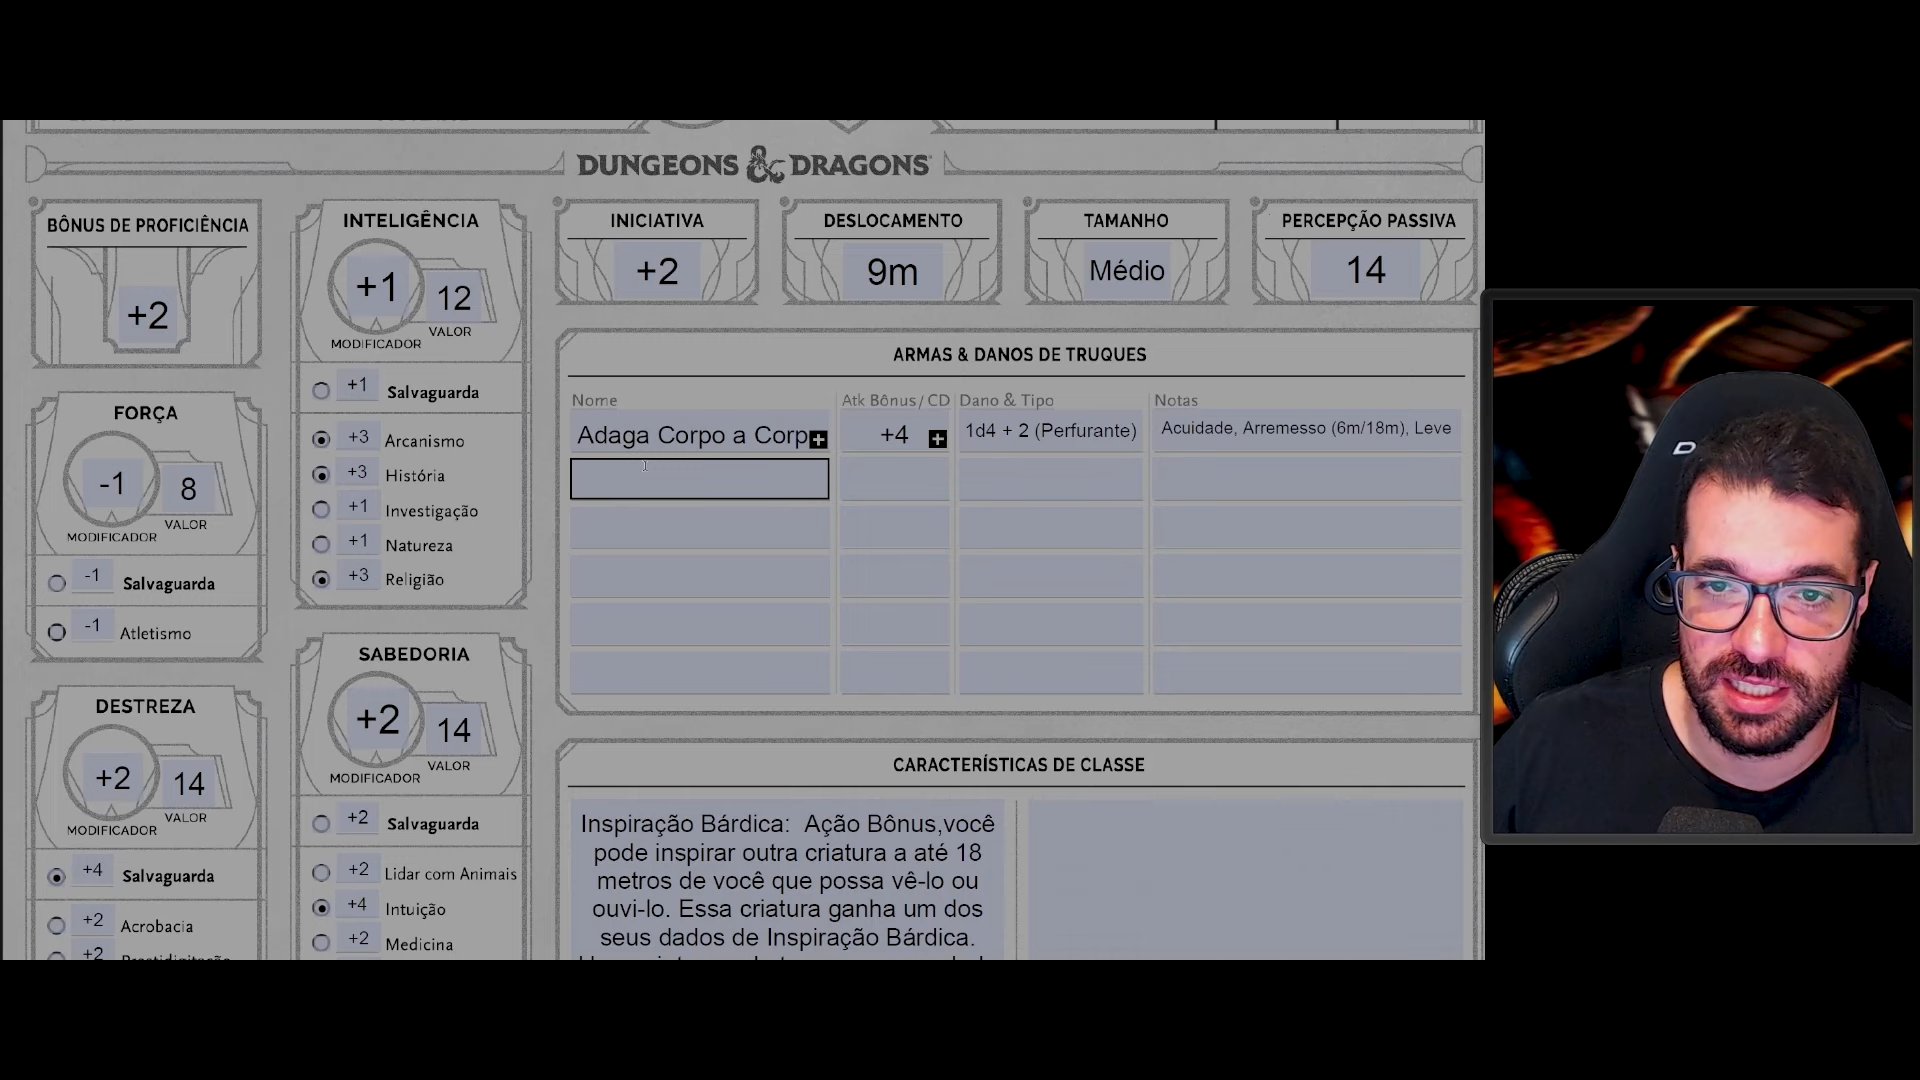 DUNGEONS & DRAGONS
BÔNUS DE PROFICIÊNCIA
+2
INTELIGÊNCIA
+1
12
VALOR
MODIFICADOR
+1 Salvaguarda
+3 Arcanismo
+3 História
+1 Investigação
+1 Natureza
+3 Religião
INICIATIVA
+2
DESLOCAMENTO
9m
TAMANHO
Médio
PERCEPÇÃO PASSIVA
14
FORÇA
-1
8
VALOR
MODIFICADOR
-1 Salvaguarda
-1 Atletismo
DESTREZA
+2
14
VALOR
MODIFICADOR
+4 Salvaguarda
+2 Acrobacia
+2 Prestidigitação
SABEDORIA
+2
14
VALOR
MODIFICADOR
+2 Salvaguarda
+2 Lidar com Animais
+4 Intuição
+2 Medicina
ARMAS & DANOS DE TRUQUES
Nome Atk Bônus / CD Dano & Tipo Notas
Adaga Corpo a Corp +4 1d4 + 2 (Perfurante) Acuidade, Arremesso (6m/18m), Leve
CARACTERÍSTICAS DE CLASSE
Inspiração Bárdica: Ação Bônus,você
pode inspirar outra criatura a até 18
metros de você que possa vê-lo ou
ouvi-lo. Essa criatura ganha um dos
seus dados de Inspiração Bárdica.